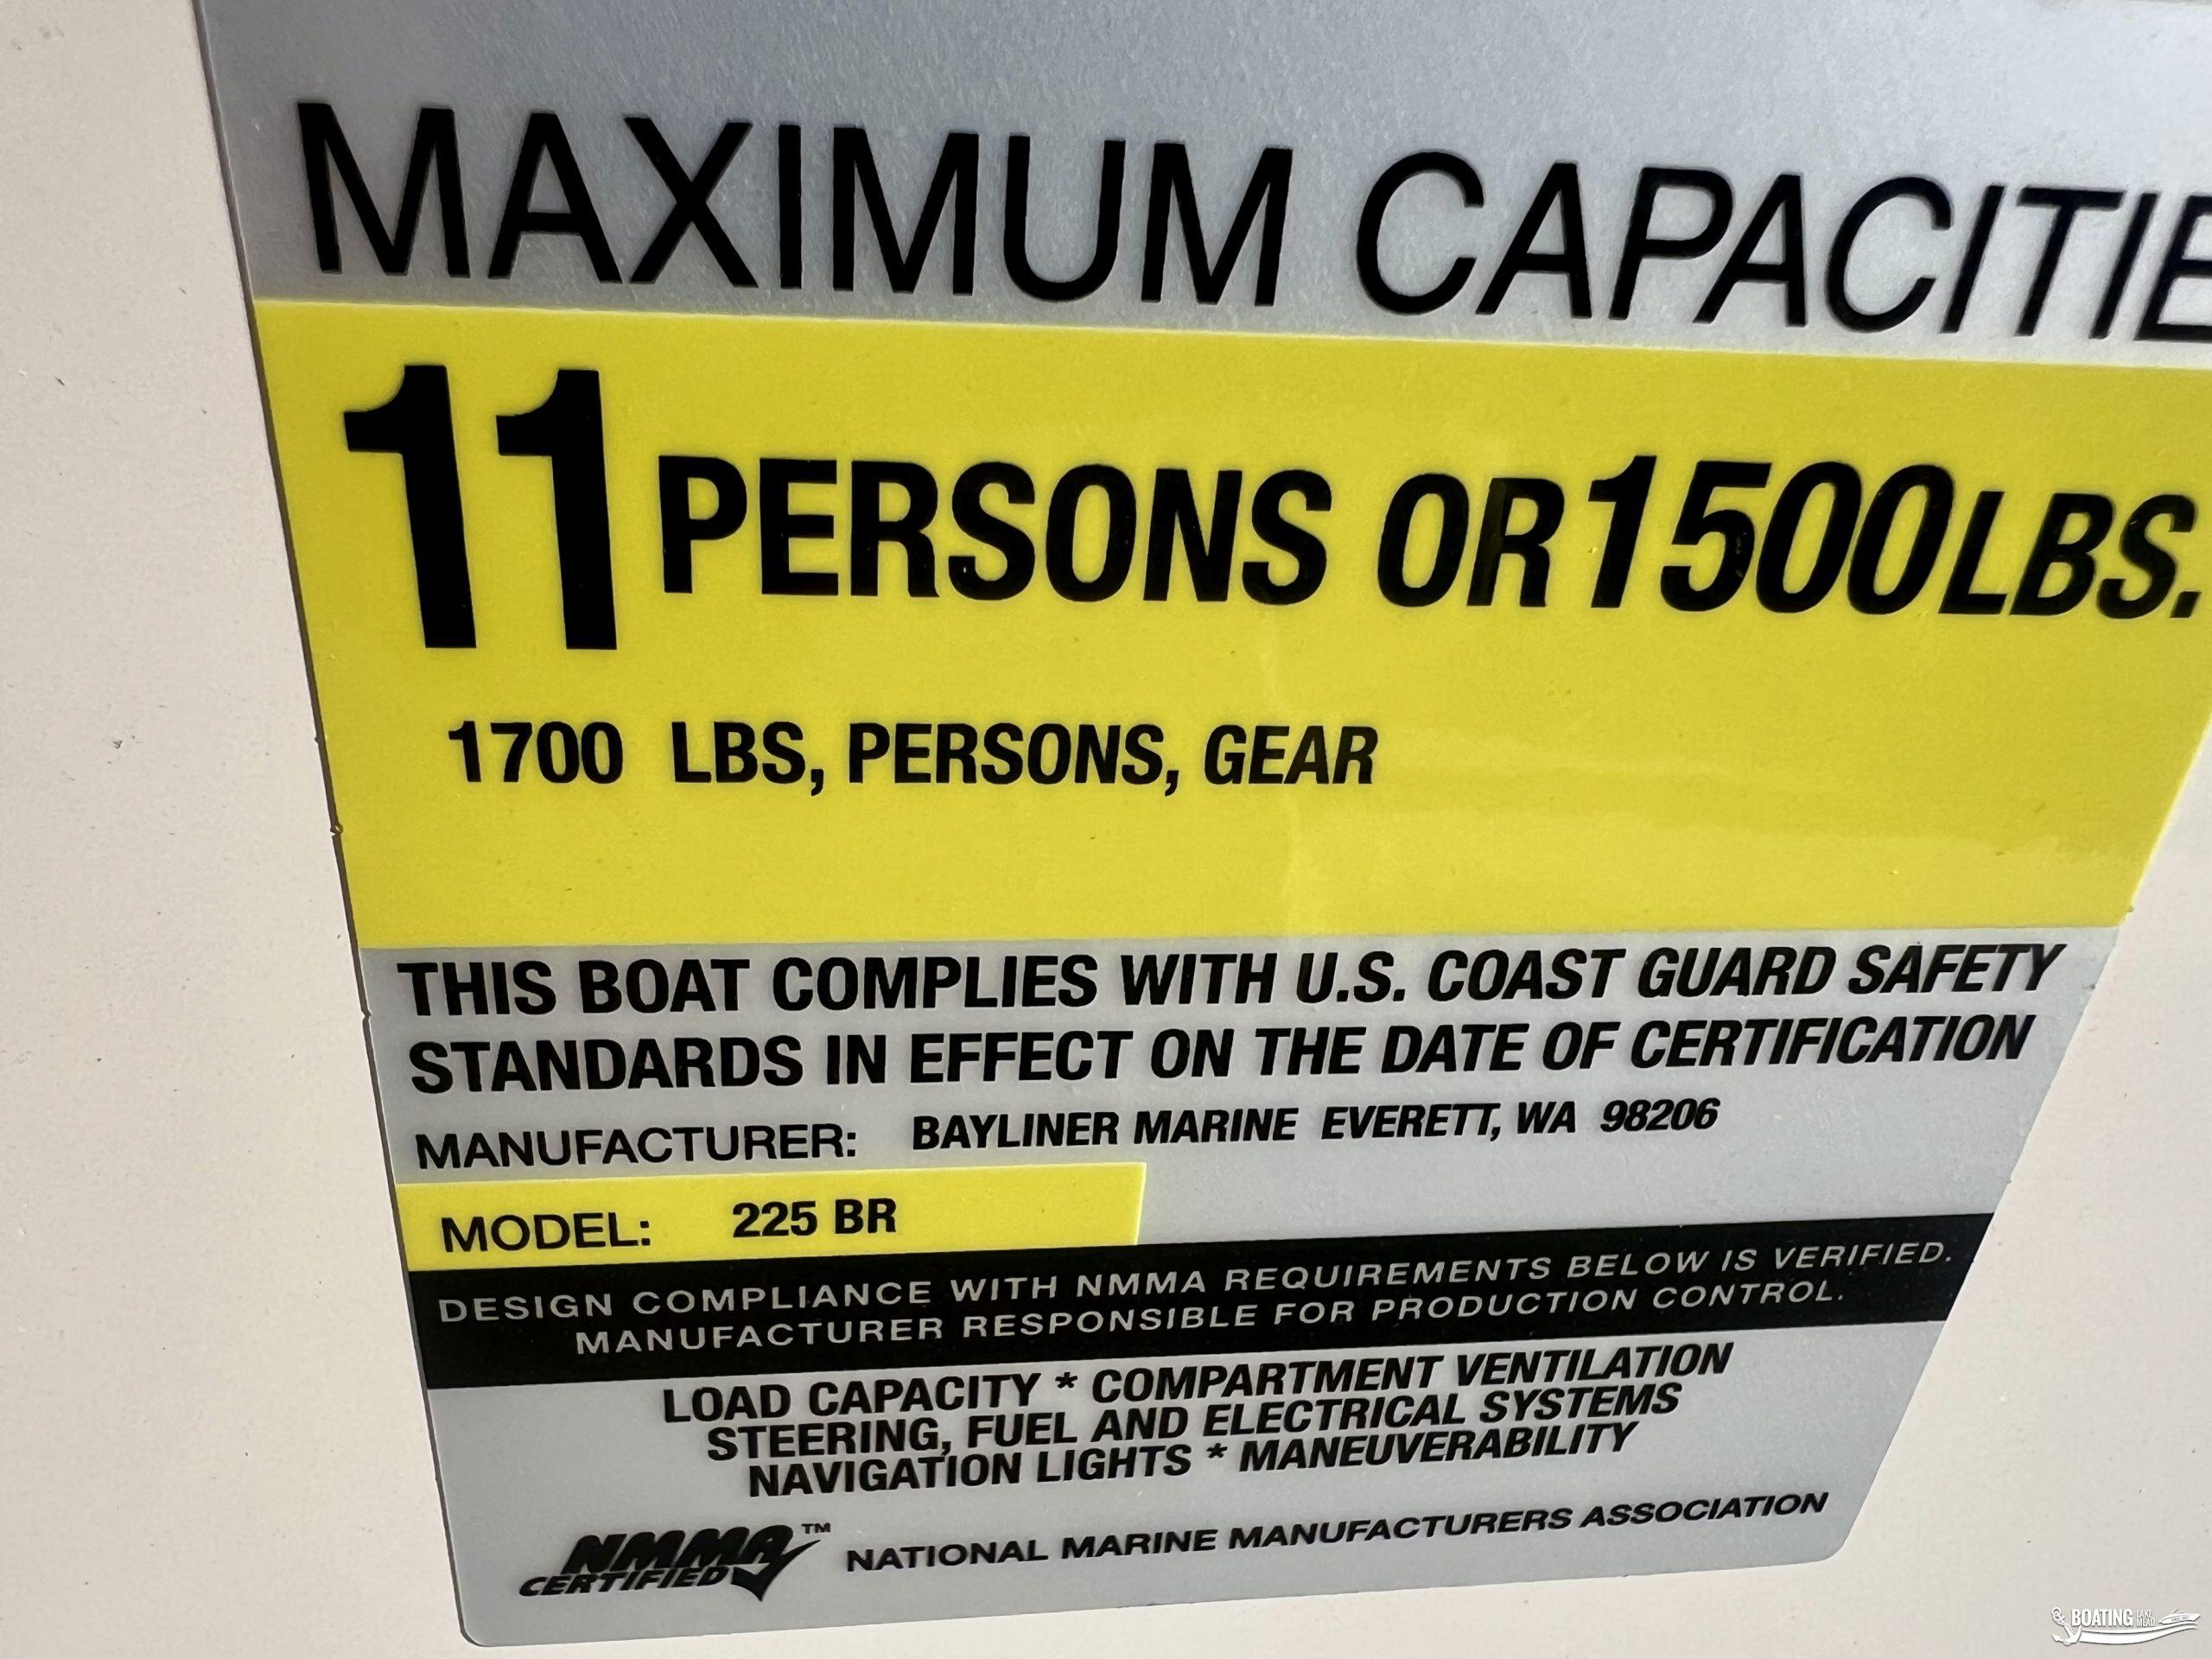 MAXIMUM CAPACITIE
11 PERSONS OR 1500 LBS.
1700 LBS, PERSONS, GEAR
THIS BOAT COMPLIES WITH U.S. COAST GUARD SAFETY
STANDARDS IN EFFECT ON THE DATE OF CERTIFICATION
MANUFACTURER: BAYLINER MARINE EVERETT, WA 98206
MODEL: 225 BR
DESIGN COMPLIANCE WITH NMMA REQUIREMENTS BELOW IS VERIFIED.
MANUFACTURER RESPONSIBLE FOR PRODUCTION CONTROL.
LOAD CAPACITY * COMPARTMENT VENTILATION
STEERING, FUEL AND ELECTRICAL SYSTEMS
NAVIGATION LIGHTS * MANEUVERABILITY
NMMA™
CERTIFIED
NATIONAL MARINE MANUFACTURERS ASSOCIATION
BOATING LAKE MEAD